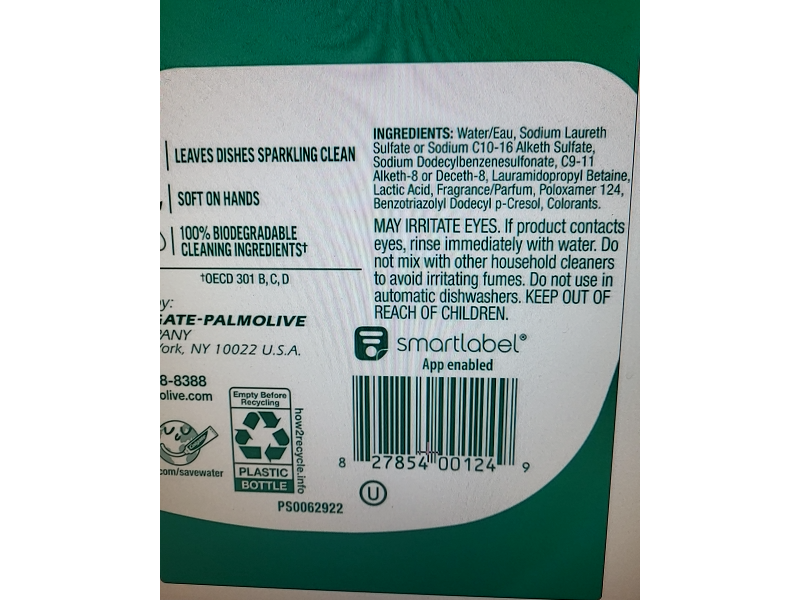 LEAVES DISHES SPARKLING CLEAN
SOFT ON HANDS
100% BIODEGRADABLE
CLEANING INGREDIENTS†
†OECD 301 B, C, D
y:
GATE-PALMOLIVE
PANY
York, NY 10022 U.S.A.
8-8388
olive.com
com/savewater
Empty Before
Recycling
PLASTIC
BOTTLE
how2recycle.info
PS0062922
INGREDIENTS: Water/Eau, Sodium Laureth
Sulfate or Sodium C10-16 Alketh Sulfate,
Sodium Dodecylbenzenesulfonate, C9-11
Alketh-8 or Deceth-8, Lauramidopropyl Betaine,
Lactic Acid, Fragrance/Parfum, Poloxamer 124,
Benzotriazolyl Dodecyl p-Cresol, Colorants.
MAY IRRITATE EYES. If product contacts
eyes, rinse immediately with water. Do
not mix with other household cleaners
to avoid irritating fumes. Do not use in
automatic dishwashers. KEEP OUT OF
REACH OF CHILDREN.
smartlabel®
App enabled
8 27854 00124 9
U